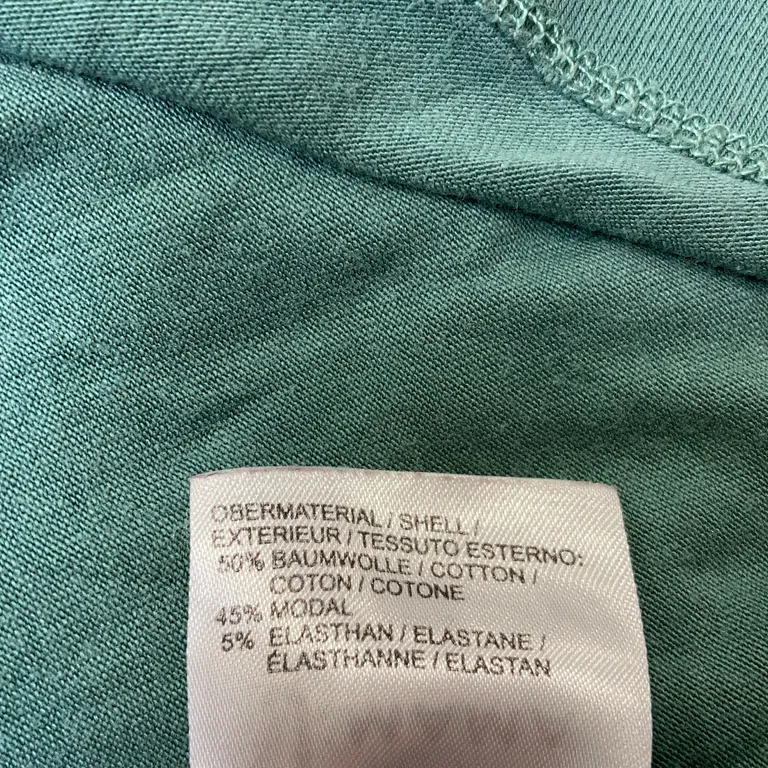 OBERMATERIAL / SHELL /
EXTERIEUR / TESSUTO ESTERNO:
50% BAUMWOLLE / COTTON /
COTON / COTONE
45% MODAL
5% ELASTHAN / ELASTANE /
ÉLASTHANNE / ELASTAN